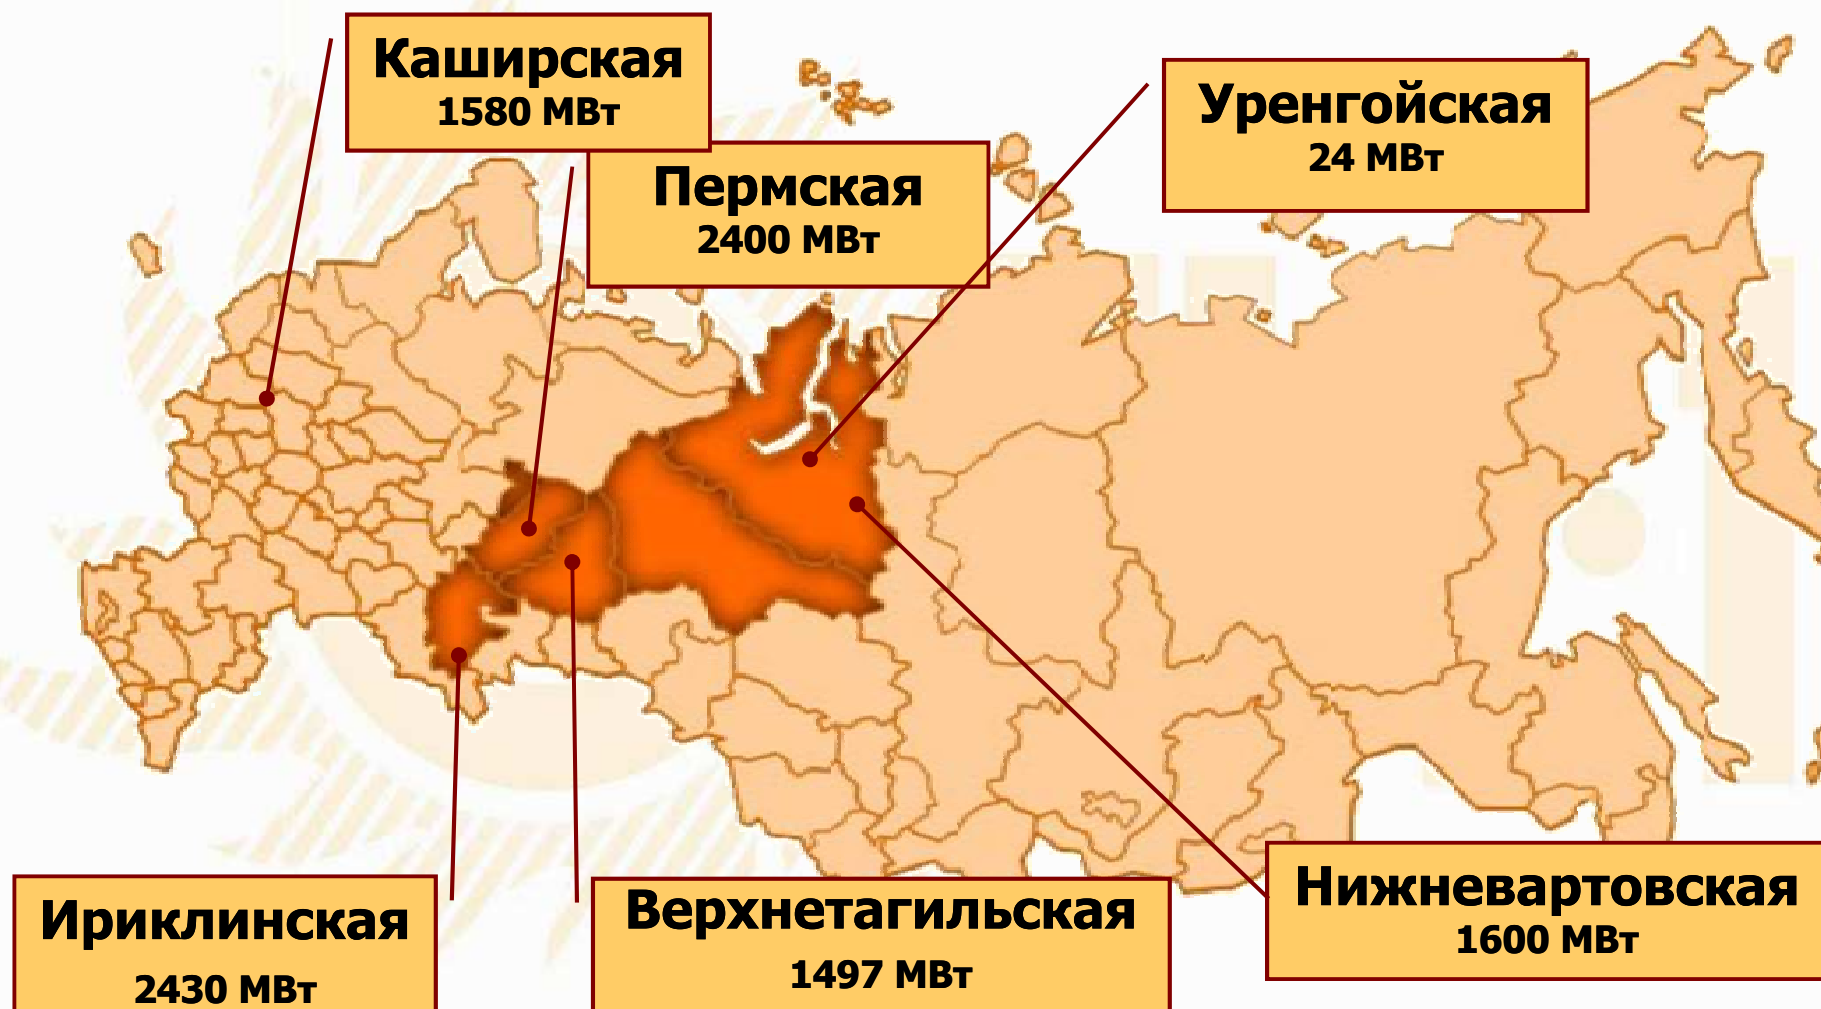 Каширская
1580 МВт
Уренгойская
24 МВт
Пермская
2400 МВт
Ириклинская
2430 МВт
Верхнетагильская
1497 МВт
Нижневартовская
1600 МВт